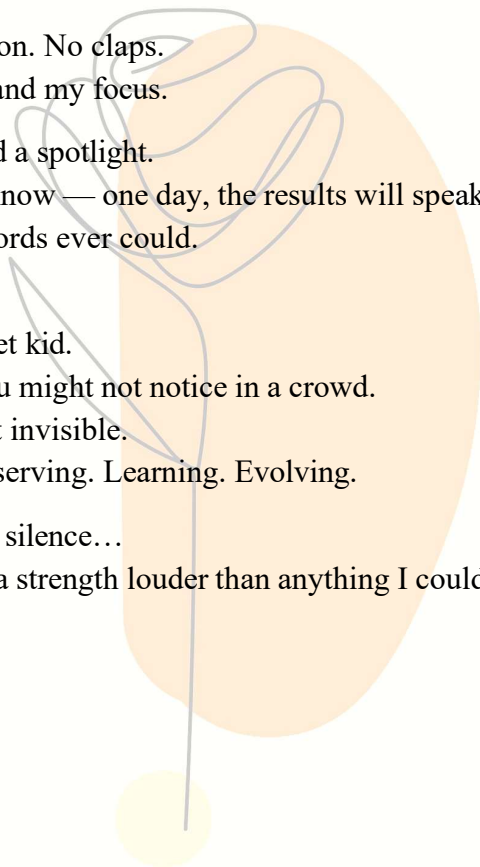 on. No claps.
and my focus.
d a spotlight.
now — one day, the results will speak
ords ever could.
et kid.
u might not notice in a crowd.
t invisible.
serving. Learning. Evolving.
silence…
a strength louder than anything I could